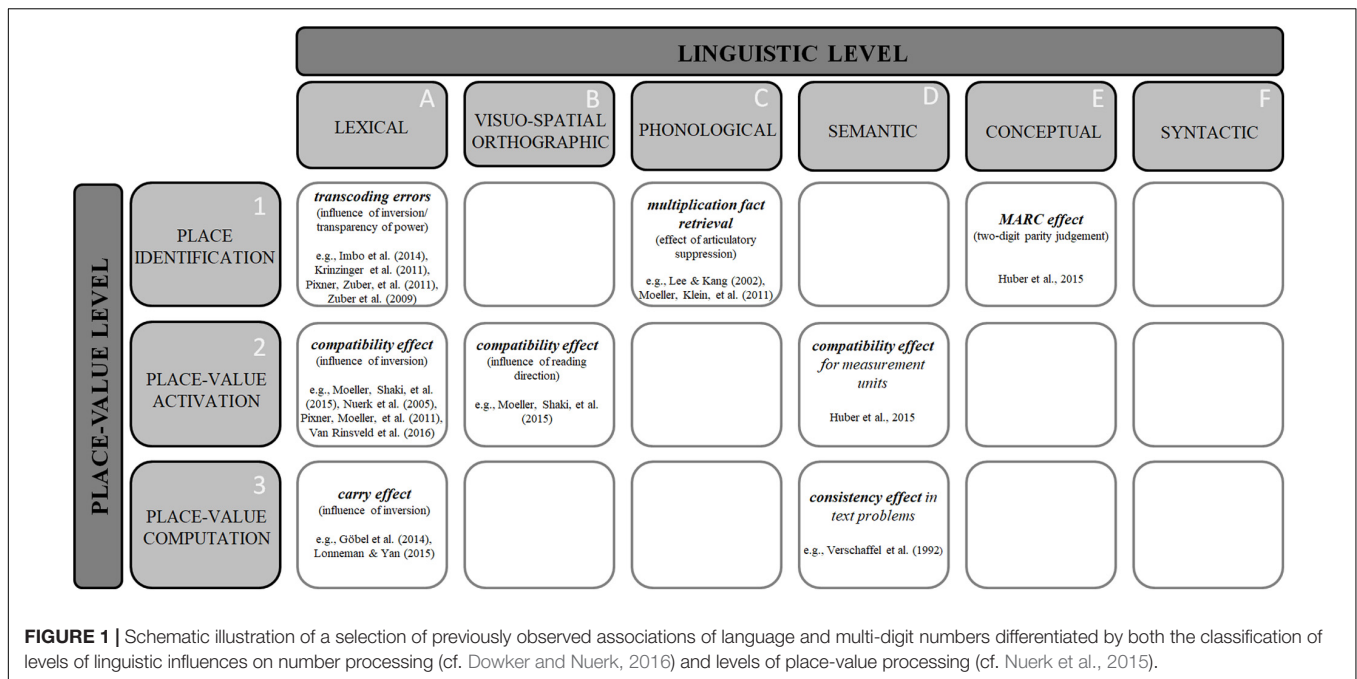 LINGUISTIC LEVEL
A
LEXICAL
B
VISUO-SPATIAL
ORTHOGRAPHIC
C
PHONOLOGICAL
D
SEMANTIC
E
CONCEPTUAL
F
SYNTACTIC
PLACE-VALUE LEVEL
1
PLACE
IDENTIFICATION
transcoding errors
(influence of inversion/
transparency of power)
e.g., Imbo et al. (2014),
Krinzinger et al. (2011),
Pixner, Zuber, et al. (2011),
Zuber et al. (2009)
multiplication fact
retrieval
(effect of articulatory
suppression)
e.g., Lee & Kang (2002),
Moeller, Klein, et al. (2011)
MARC effect
(two-digit parity judgement)
Huber et al., 2015
2
PLACE-VALUE
ACTIVATION
compatibility effect
(influence of inversion)
e.g., Moeller, Shaki, et al.
(2015), Nuerk et al. (2005),
Pixner, Moeller, et al. (2011),
Van Rinsveld et al. (2016)
compatibility effect
(influence of reading
direction)
e.g., Moeller, Shaki, et al.
(2015)
compatibility effect
for measurement
units
Huber et al., 2015
3
PLACE-VALUE
COMPUTATION
carry effect
(influence of inversion)
e.g., Göbel et al. (2014),
Lonneman & Yan (2015)
consistency effect in
text problems
e.g., Verschaffel et al. (1992)
FIGURE 1 | Schematic illustration of a selection of previously observed associations of language and multi-digit numbers differentiated by both the classification of
levels of linguistic influences on number processing (cf. Dowker and Nuerk, 2016) and levels of place-value processing (cf. Nuerk et al., 2015).